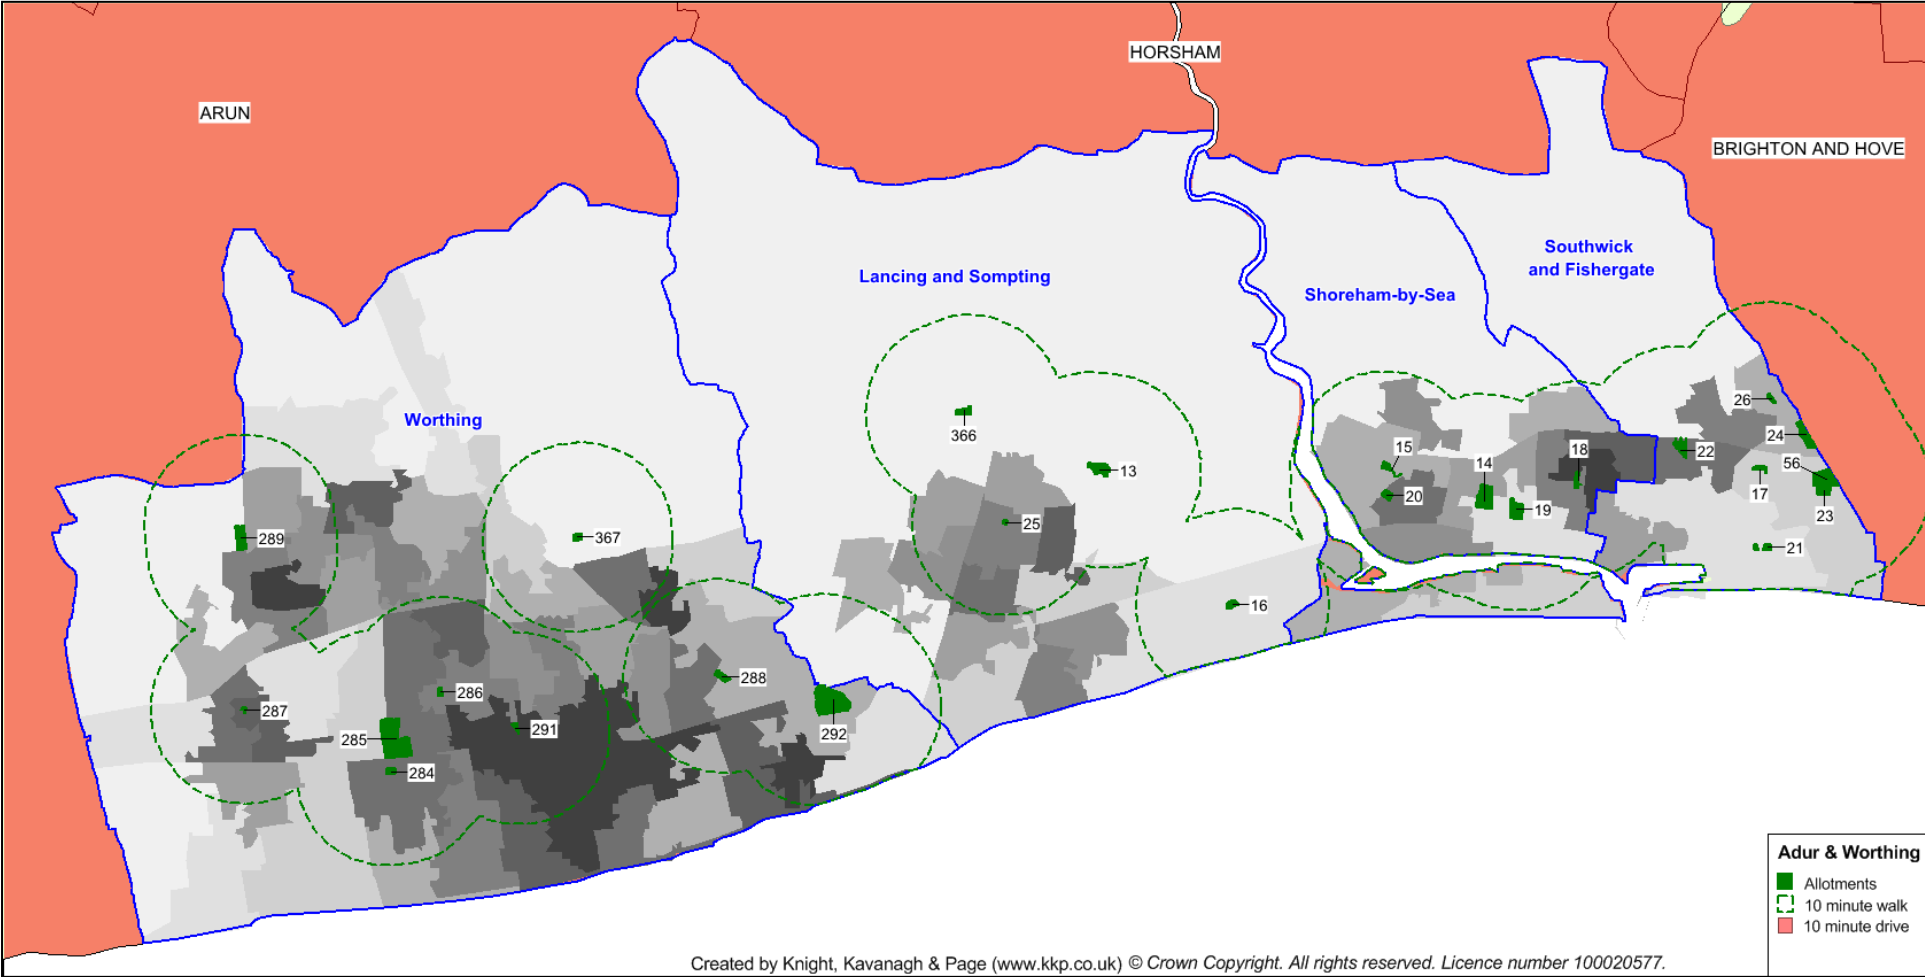 HORSHAM
ARUN
BRIGHTON AND HOVE
Southwick
and Fishergate
Lancing and Sompting
Shoreham-by-Sea
Worthing
26
366
24
15
18
22
13
14
56
17
20
19
25
23
289
367
21
16
288
286
287
291
292
285
284
Adur & Worthing
Allotments
10 minute walk
10 minute drive
Created by Knight, Kavanagh & Page (www.kkp.co.uk) © Crown Copyright. All rights reserved. Licence number 100020577.